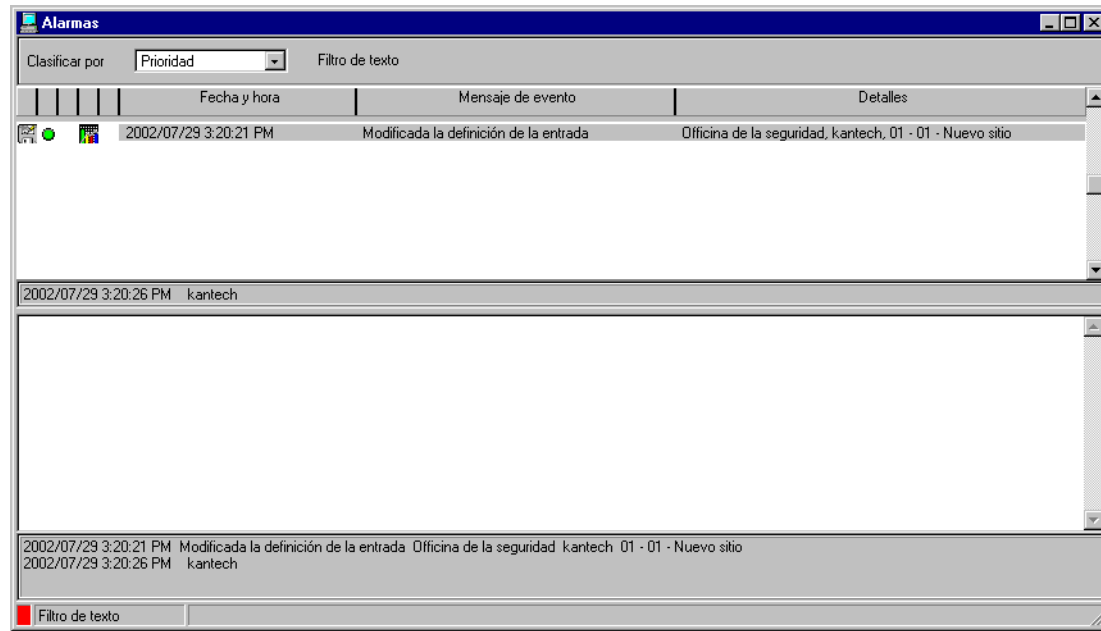 Alarmas
Clasificar por Prioridad Filtro de texto
Fecha y hora Mensaje de evento Detalles
2002/07/29 3:20:21 PM Modificada la definición de la entrada Officina de la seguridad, kantech, 01 - 01 - Nuevo sitio
2002/07/29 3:20:26 PM kantech
2002/07/29 3:20:21 PM Modificada la definición de la entrada Officina de la seguridad kantech 01 - 01 - Nuevo sitio
2002/07/29 3:20:26 PM kantech
Filtro de texto